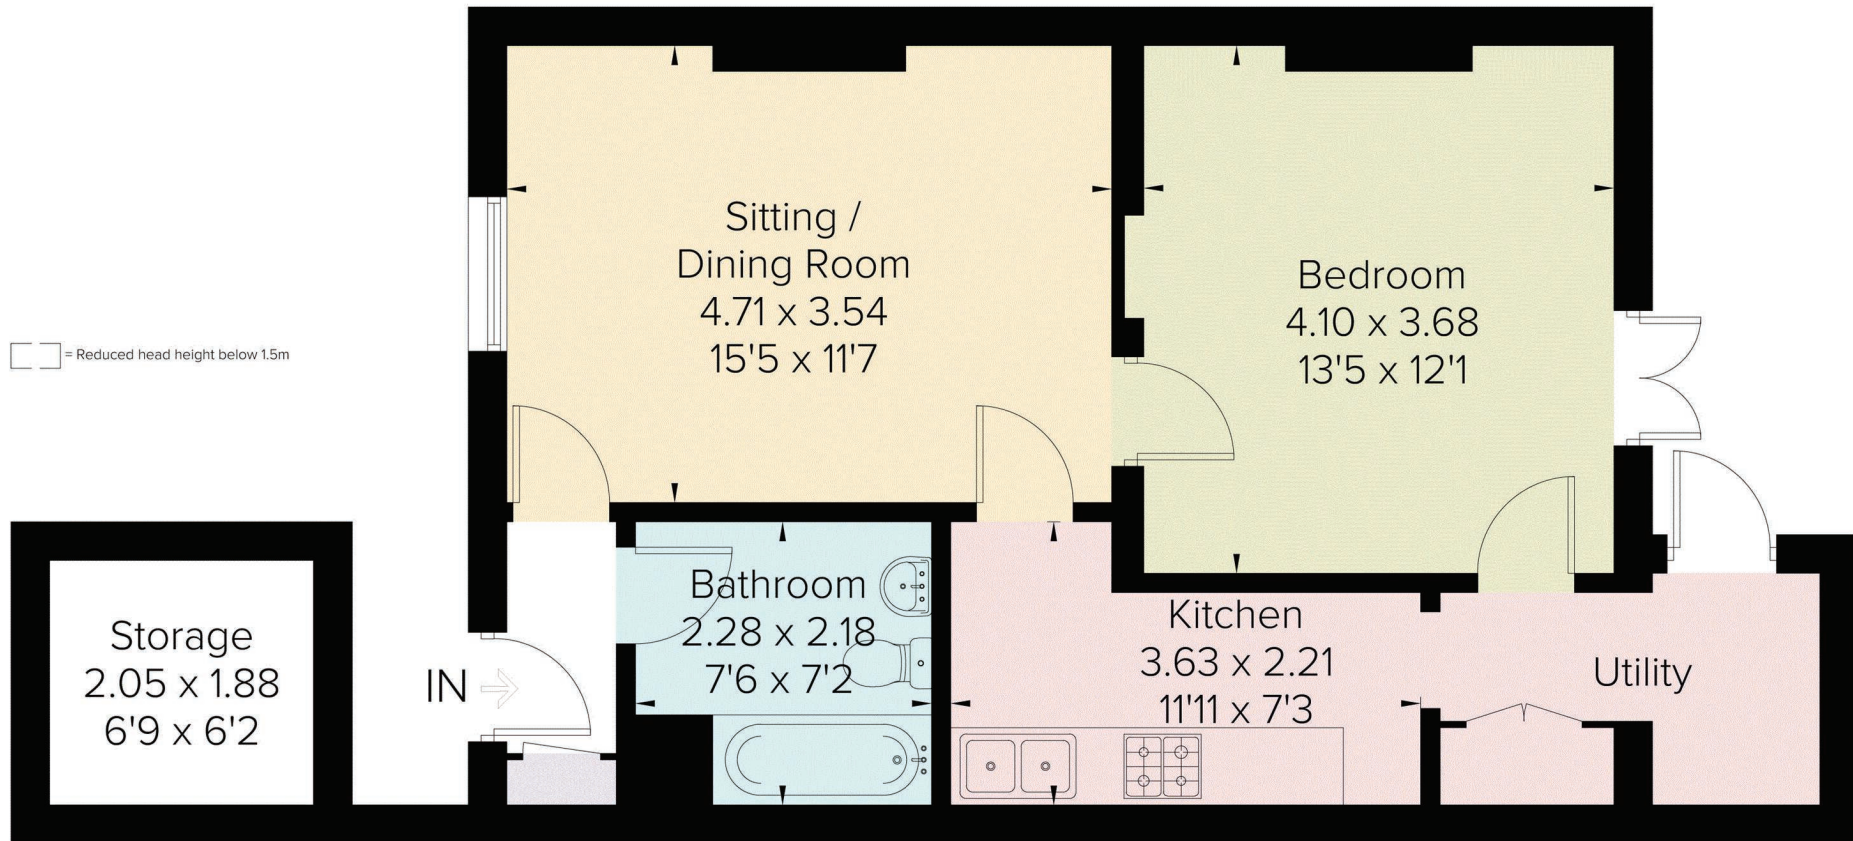 Sitting /
Dining Room
4.71 x 3.54
15'5 x 11'7
Bedroom
4.10 x 3.68
13'5 x 12'1
= Reduced head height below 1.5m
Storage
2.05 x 1.88
6'9 x 6'2
IN
Bathroom
2.28 x 2.18
7'6 x 7'2
Kitchen
3.63 x 2.21
11'11 x 7'3
Utility